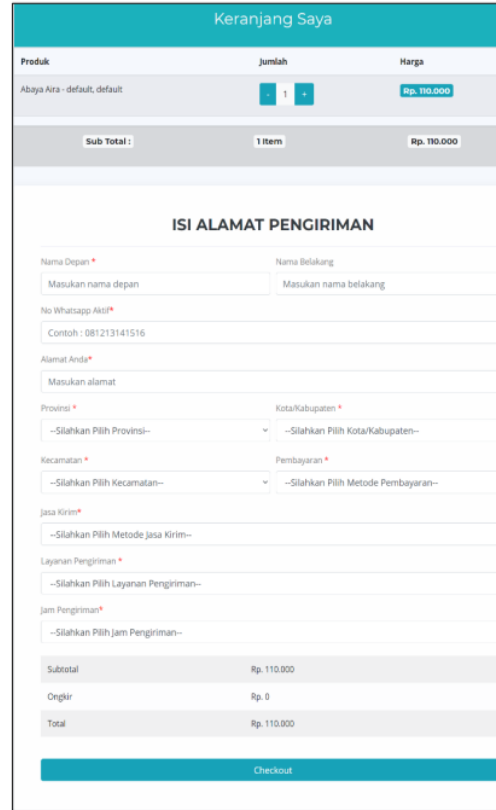 Keranjang Saya
Produk Jumlah Harga
Abaya Aira - default, default - 1 + Rp. 110.000
Sub Total : 1 Item Rp. 110.000
ISI ALAMAT PENGIRIMAN
Nama Depan * Nama Belakang
Masukan nama depan Masukan nama belakang
No Whatsapp Aktif*
Contoh : 081213141516
Alamat Anda*
Masukan alamat
Provinsi * Kota/Kabupaten *
--Silahkan Pilih Provinsi-- --Silahkan Pilih Kota/Kabupaten--
Kecamatan * Pembayaran *
--Silahkan Pilih Kecamatan-- --Silahkan Pilih Metode Pembayaran--
Jasa Kirim*
--Silahkan Pilih Metode Jasa Kirim--
Layanan Pengiriman *
--Silahkan Pilih Layanan Pengiriman--
Jam Pengiriman*
--Silahkan Pilih Jam Pengiriman--
Subtotal Rp. 110.000
Ongkir Rp. 0
Total Rp. 110.000
Checkout